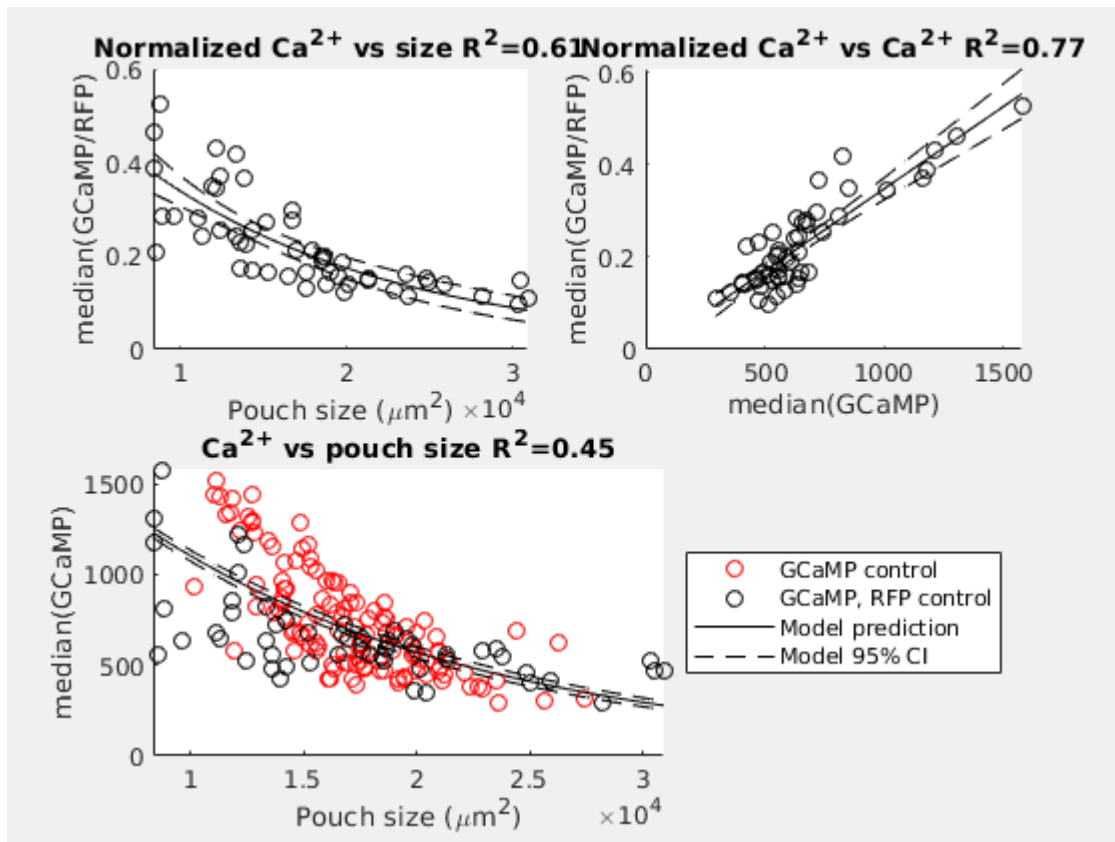 Normalized Ca²⁺ vs size R²=0.61
Normalized Ca²⁺ vs Ca²⁺ R²=0.77
median(GCaMP/RFP)
0.6
0.4
0.2
0
1
2
3
Pouch size (μm²)
×10⁴
median(GCaMP/RFP)
0.6
0.4
0.2
0
0
500
1000
1500
median(GCaMP)
Ca²⁺ vs pouch size R²=0.45
median(GCaMP)
1500
1000
500
0
1
1.5
2
2.5
3
Pouch size (μm²)
×10⁴
GCaMP control
GCaMP, RFP control
Model prediction
Model 95% CI